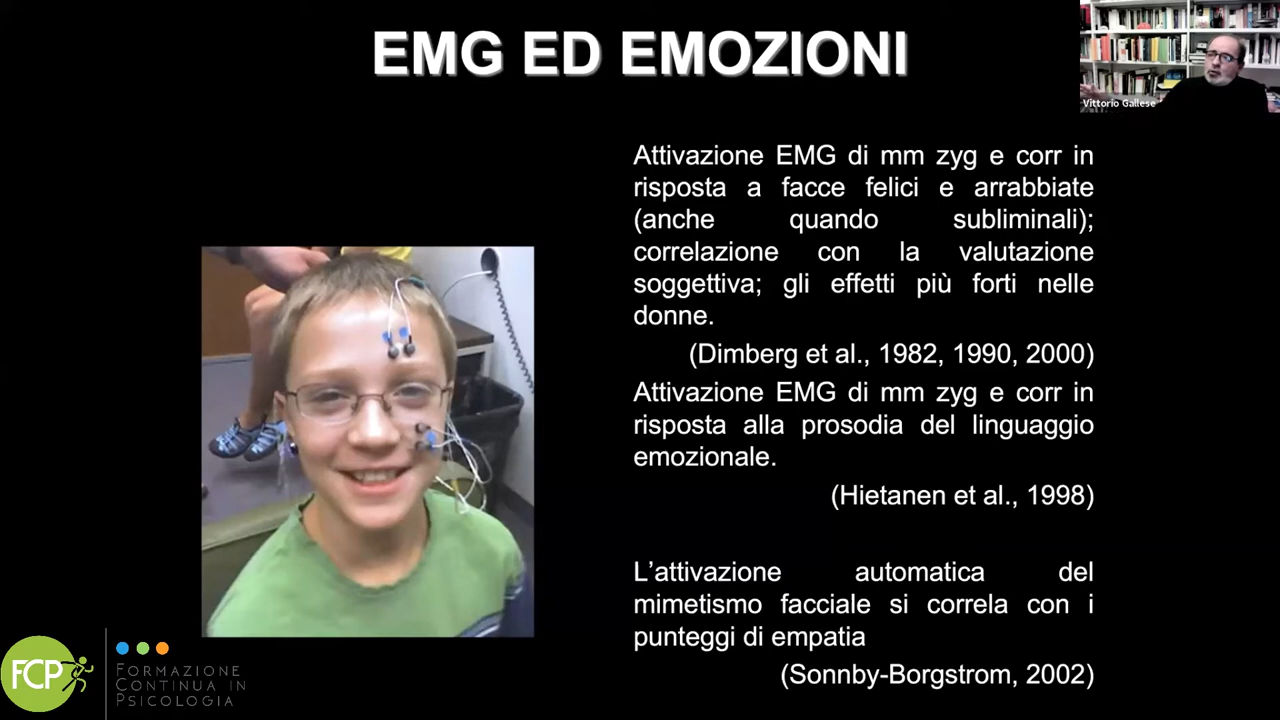 EMG ED EMOZIONI
Vittorio Gallese
Attivazione EMG di mm zyg e corr in
risposta a facce felici e arrabbiate
(anche quando subliminali);
correlazione con la valutazione
soggettiva; gli effetti più forti nelle
donne.
(Dimberg et al., 1982, 1990, 2000)
Attivazione EMG di mm zyg e corr in
risposta alla prosodia del linguaggio
emozionale.
(Hietanen et al., 1998)
L’attivazione automatica del
mimetismo facciale si correla con i
punteggi di empatia
(Sonnby-Borgstrom, 2002)
FCP
FORMAZIONE
CONTINUA IN
PSICOLOGIA